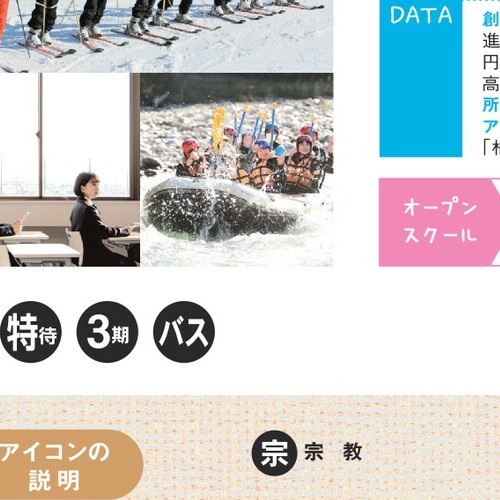 DATA
創
進
円
高
所
ア
オープン
スクール
特待
3期
バス
アイコンの
説明
宗 宗 教